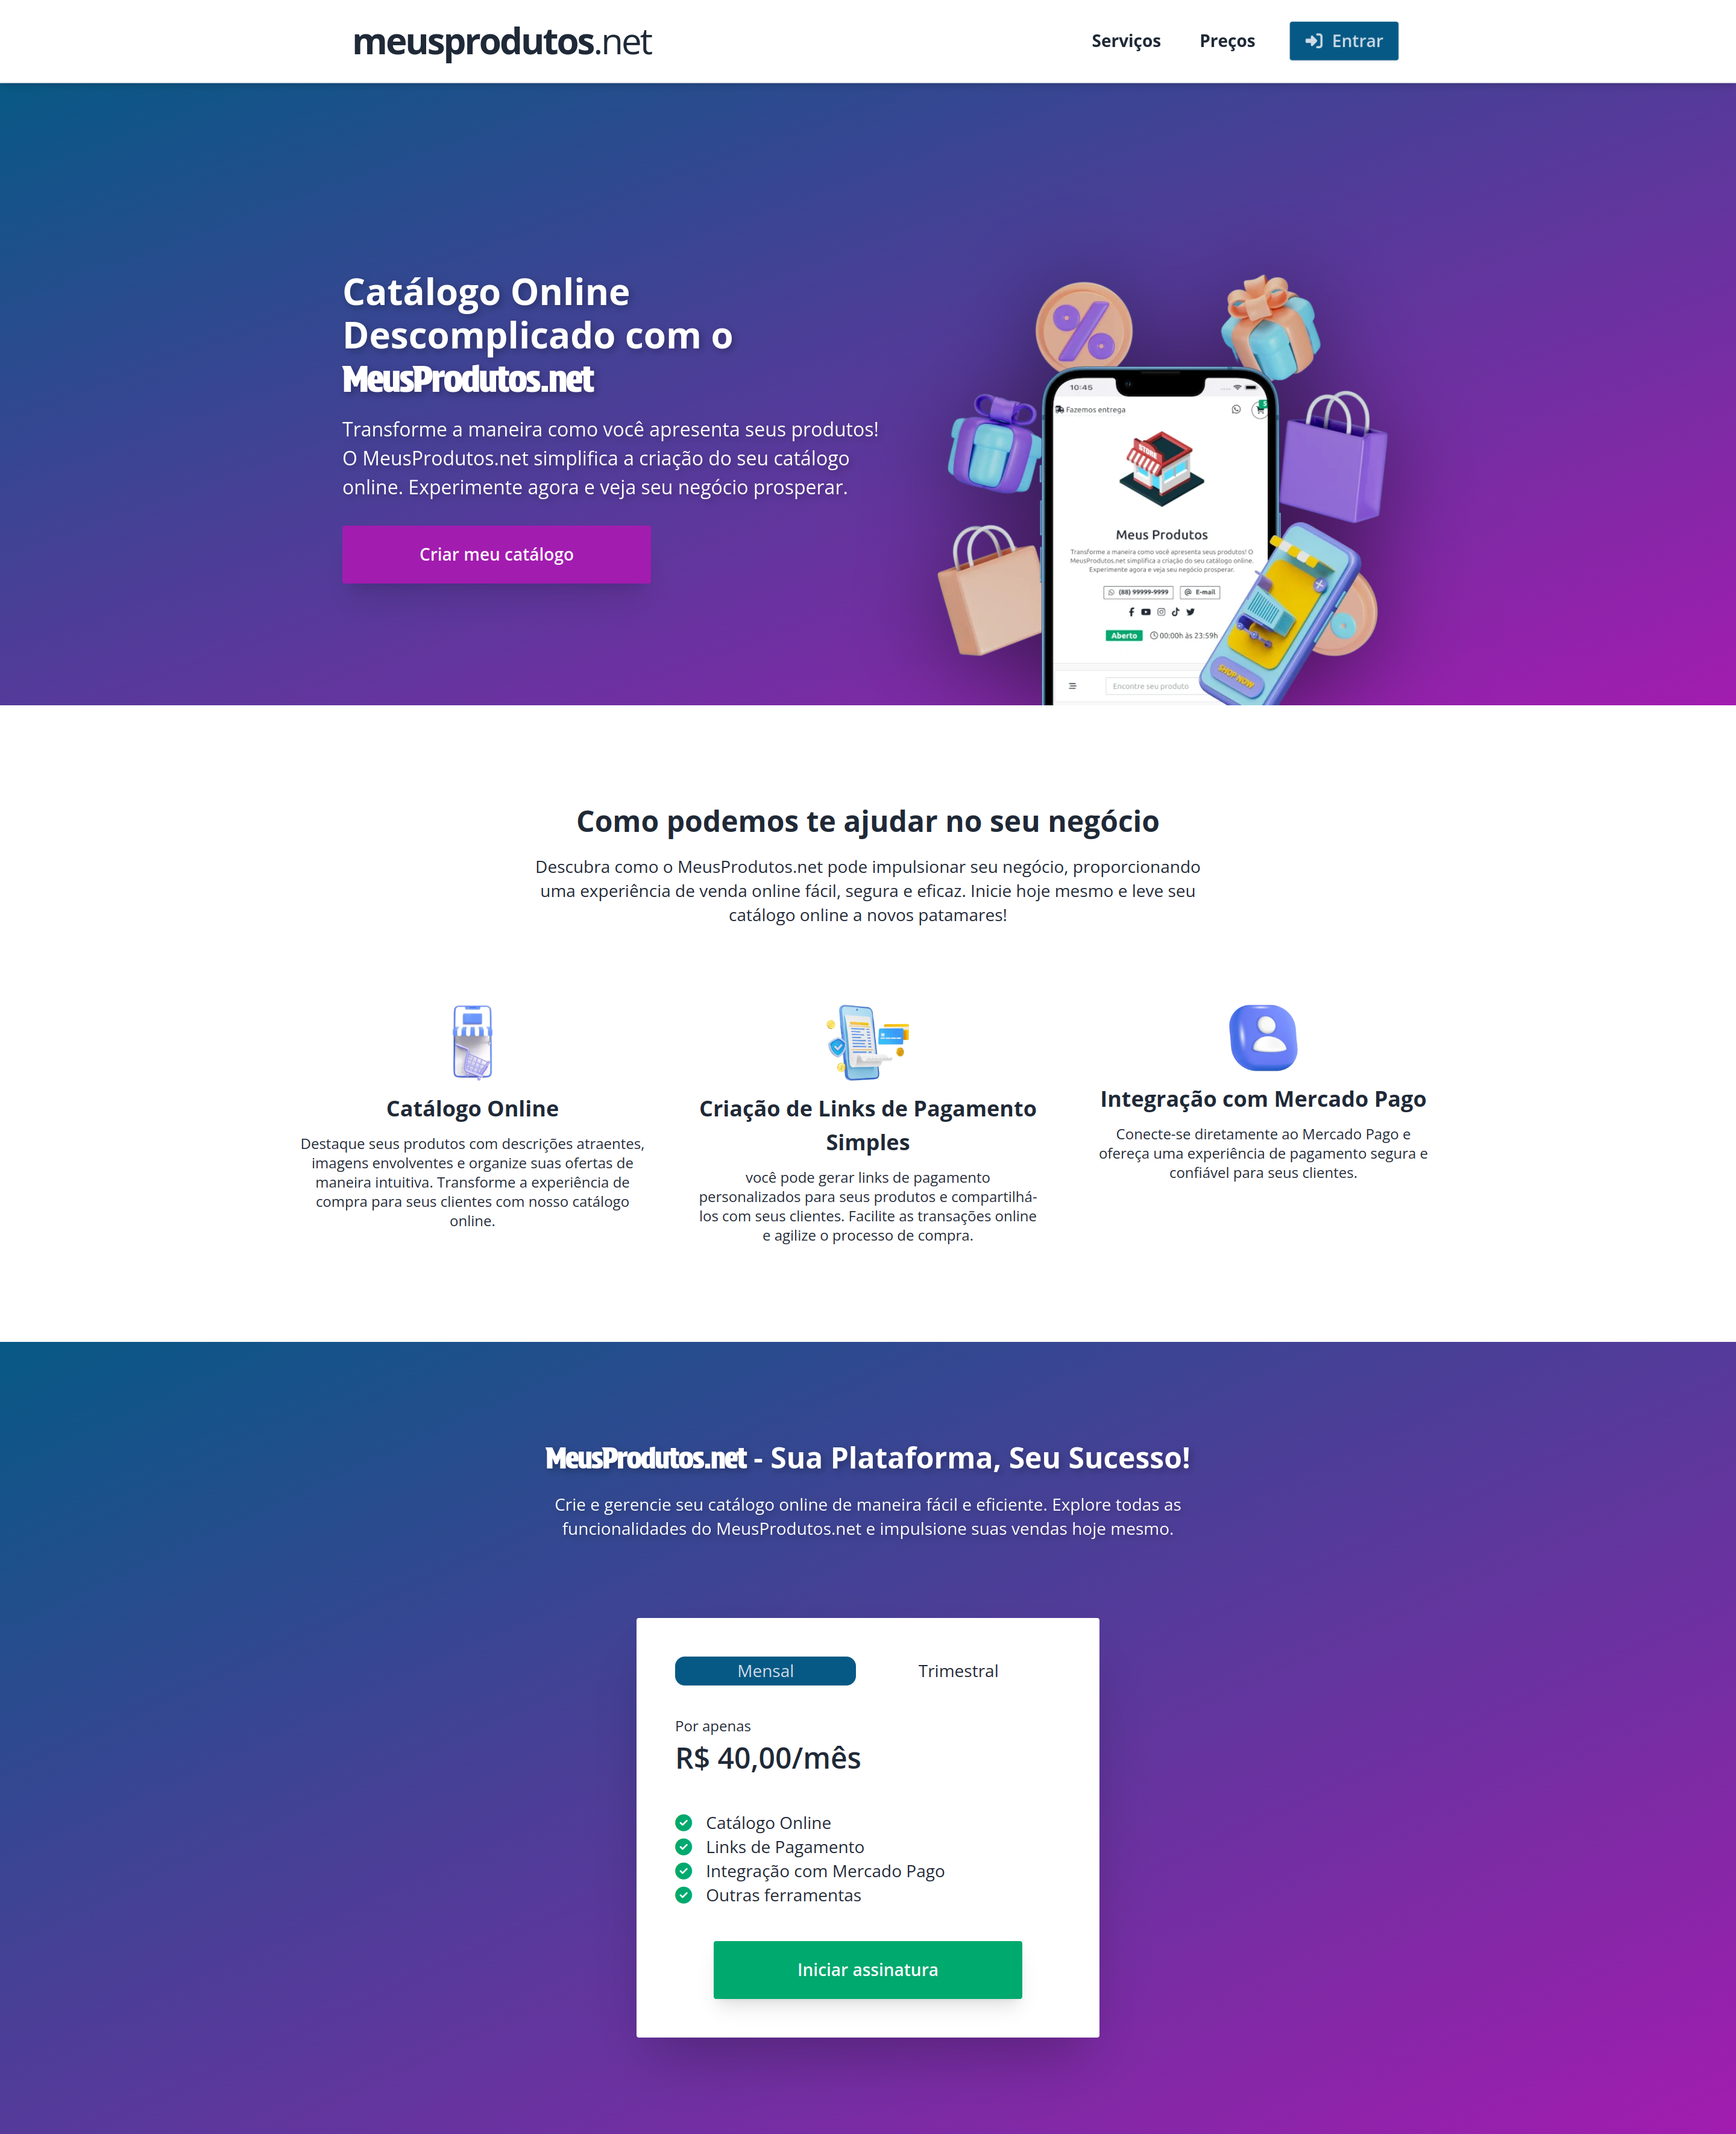 meusprodutos.net
Serviços
Preços
Entrar
Catálogo Online
Descomplicado com o
MeusProdutos.net
Transforme a maneira como você apresenta seus produtos!
O MeusProdutos.net simplifica a criação do seu catálogo
online. Experimente agora e veja seu negócio prosperar.
Criar meu catálogo
10:45
Fazemos entrega
STORE
Meus Produtos
Transforme a maneira como você apresenta seus produtos! O
MeusProdutos.net simplifica a criação do seu catálogo online.
Experimente agora e veja seu negócio prosperar.
(88) 99999-9999
E-mail
Aberto
00:00h às 23:59h
Encontre seu produto
SHOP NOW
Como podemos te ajudar no seu negócio
Descubra como o MeusProdutos.net pode impulsionar seu negócio, proporcionando
uma experiência de venda online fácil, segura e eficaz. Inicie hoje mesmo e leve seu
catálogo online a novos patamares!
Catálogo Online
Destaque seus produtos com descrições atraentes,
imagens envolventes e organize suas ofertas de
maneira intuitiva. Transforme a experiência de
compra para seus clientes com nosso catálogo
online.
Criação de Links de Pagamento
Simples
você pode gerar links de pagamento
personalizados para seus produtos e compartilhá-
los com seus clientes. Facilite as transações online
e agilize o processo de compra.
Integração com Mercado Pago
Conecte-se diretamente ao Mercado Pago e
ofereça uma experiência de pagamento segura e
confiável para seus clientes.
MeusProdutos.net - Sua Plataforma, Seu Sucesso!
Crie e gerencie seu catálogo online de maneira fácil e eficiente. Explore todas as
funcionalidades do MeusProdutos.net e impulsione suas vendas hoje mesmo.
Mensal
Trimestral
Por apenas
R$ 40,00/mês
Catálogo Online
Links de Pagamento
Integração com Mercado Pago
Outras ferramentas
Iniciar assinatura